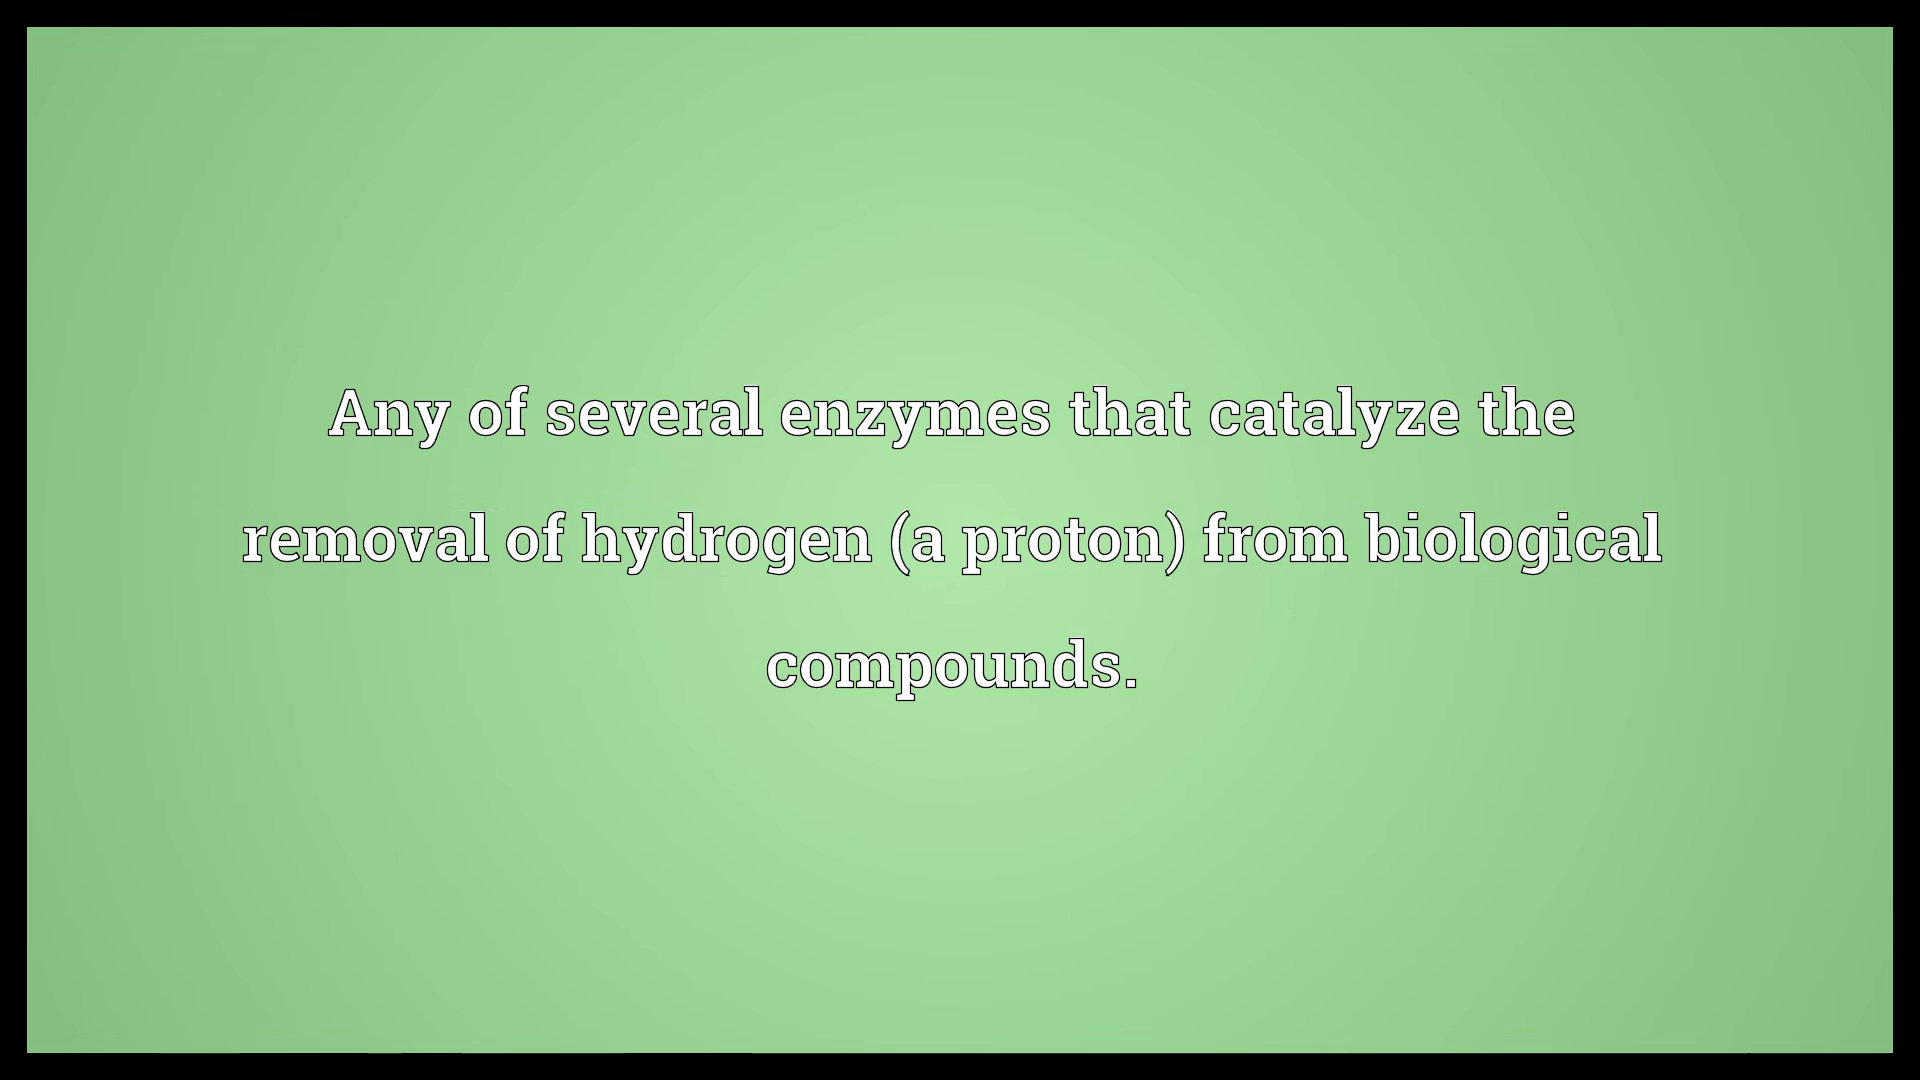 Any of several enzymes that catalyze the
removal of hydrogen (a proton) from biological
compounds.